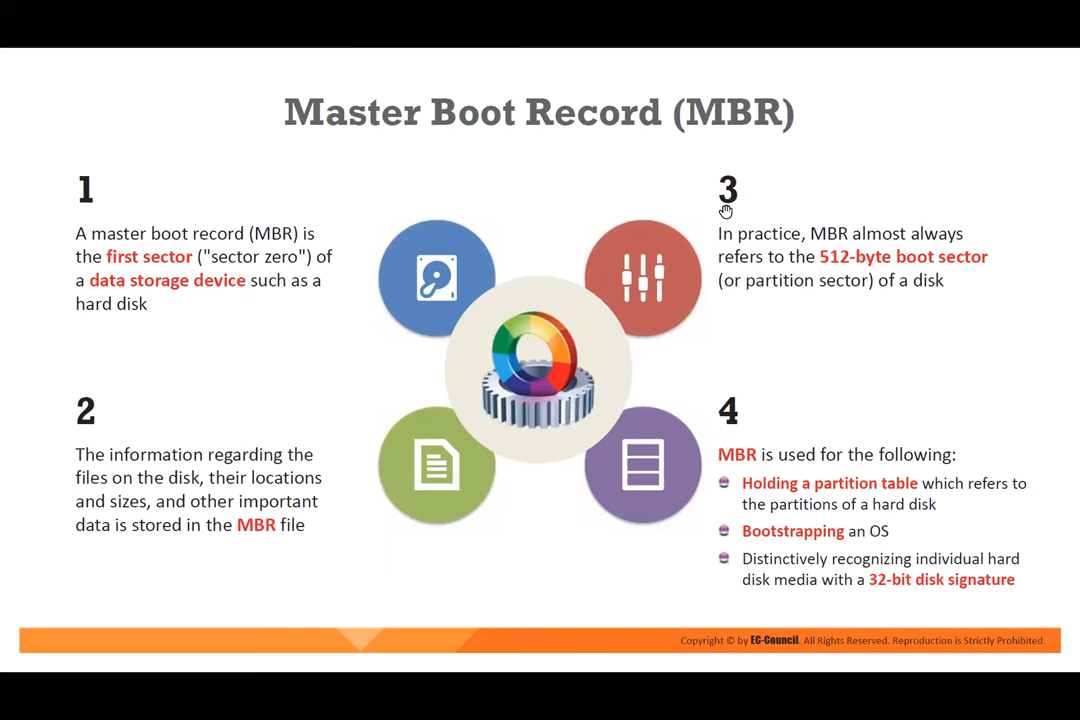 Master Boot Record (MBR)
1
A master boot record (MBR) is
the first sector ("sector zero") of
a data storage device such as a
hard disk
2
The information regarding the
files on the disk, their locations
and sizes, and other important
data is stored in the MBR file
3
In practice, MBR almost always
refers to the 512-byte boot sector
(or partition sector) of a disk
4
MBR is used for the following:
Holding a partition table which refers to
the partitions of a hard disk
Bootstrapping an OS
Distinctively recognizing individual hard
disk media with a 32-bit disk signature
Copyright © by EC-Council. All Rights Reserved. Reproduction is Strictly Prohibited.